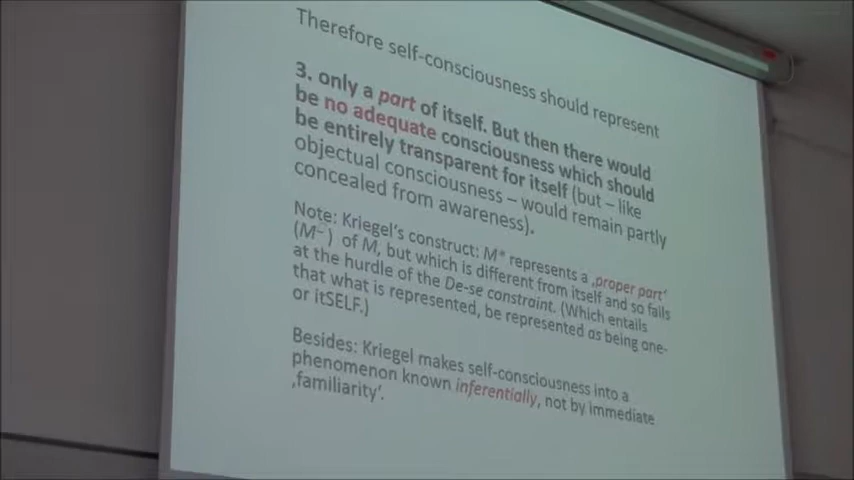 Therefore self-consciousness should represent
3. only a part of itself. But then there would
be no adequate consciousness which should
be entirely transparent for itself (but – like
objectual consciousness – would remain partly
concealed from awareness).
Note: Kriegel's construct: M* represents a ‚proper part'
(M⁻) of M, but which is different from itself and so fails
at the hurdle of the De-se constraint. (Which entails
that what is represented, be represented as being one-
or itSELF.)
Besides: Kriegel makes self-consciousness into a
phenomenon known inferentially, not by immediate
‚familiarity'.